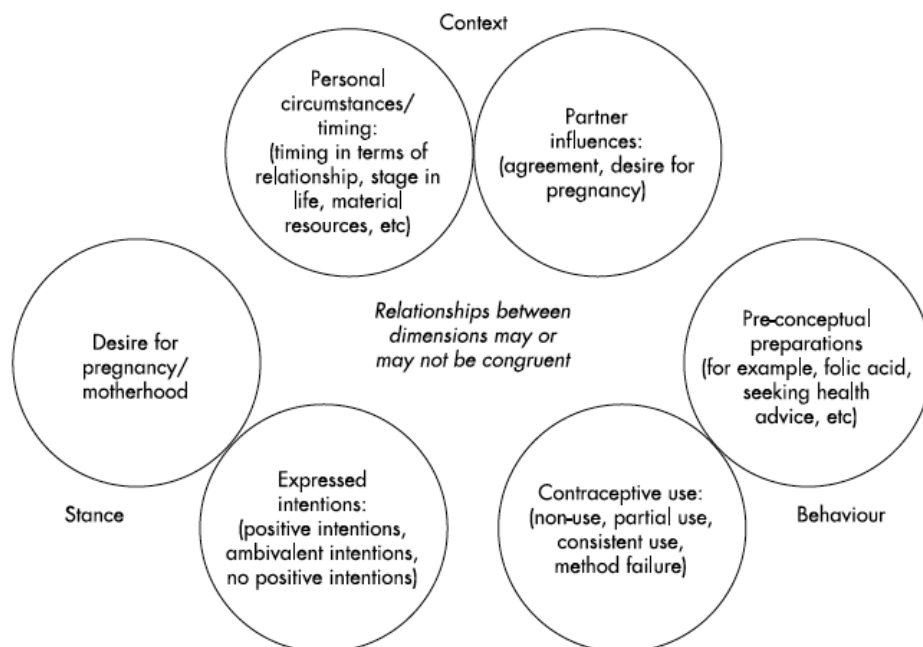 Context
Personal
circumstances/
timing:
(timing in terms of
relationship, stage in
life, material
resources, etc)
Partner
influences:
(agreement, desire for
pregnancy)
Desire for
pregnancy/
motherhood
Relationships between
dimensions may or
may not be congruent
Pre-conceptual
preparations
(for example, folic acid,
seeking health
advice, etc)
Stance
Expressed
intentions:
(positive intentions,
ambivalent intentions,
no positive intentions)
Contraceptive use:
(non-use, partial use,
consistent use,
method failure)
Behaviour